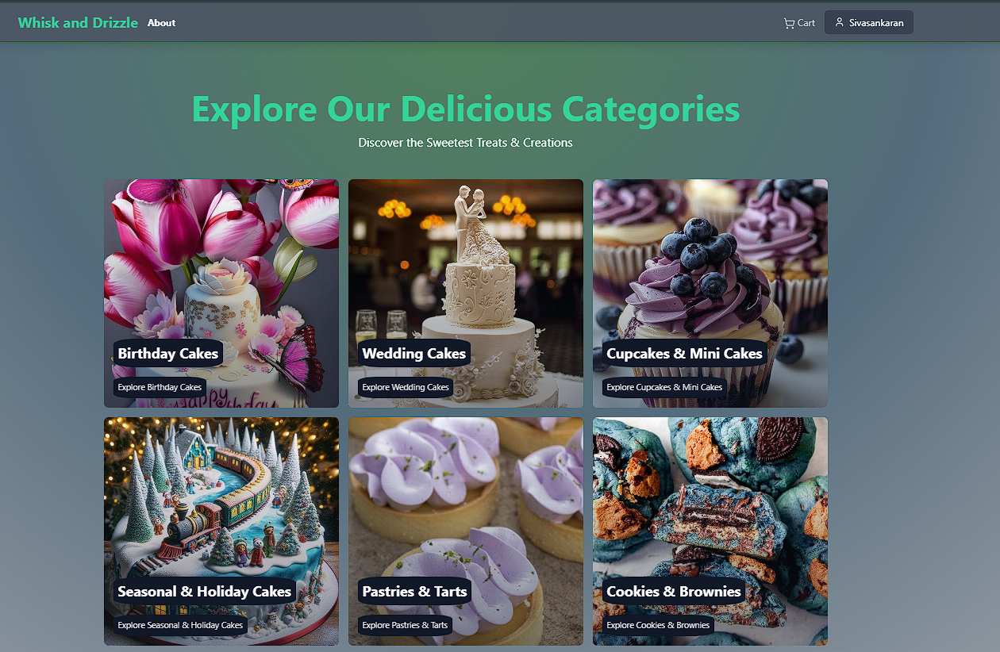 Whisk and Drizzle About Cart Sivasankaran
Explore Our Delicious Categories
Discover the Sweetest Treats & Creations
Birthday Cakes
Explore Birthday Cakes
Happy birthday
Wedding Cakes
Explore Wedding Cakes
Cupcakes & Mini Cakes
Explore Cupcakes & Mini Cakes
Seasonal & Holiday Cakes
Explore Seasonal & Holiday Cakes
Pastries & Tarts
Explore Pastries & Tarts
Cookies & Brownies
Explore Cookies & Brownies